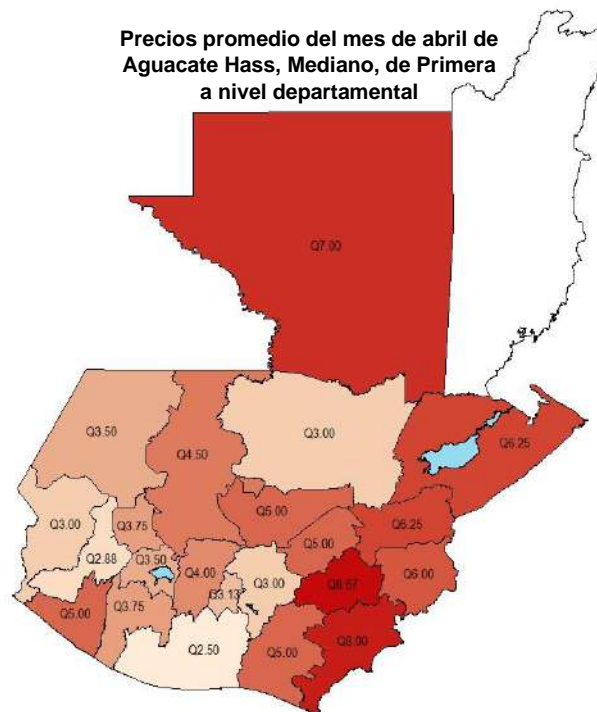 Precios promedio del mes de abril de
Aguacate Hass, Mediano, de Primera
a nivel departamental
Q7.00
Q3.50
Q4.50
Q3.00
Q6.25
Q3.00
Q3.75
Q5.00
Q6.25
Q2.88
Q3.50
Q5.00
Q4.00
Q3.00
Q8.67
Q6.00
Q3.13
Q5.00
Q3.75
Q2.50
Q5.00
Q8.00